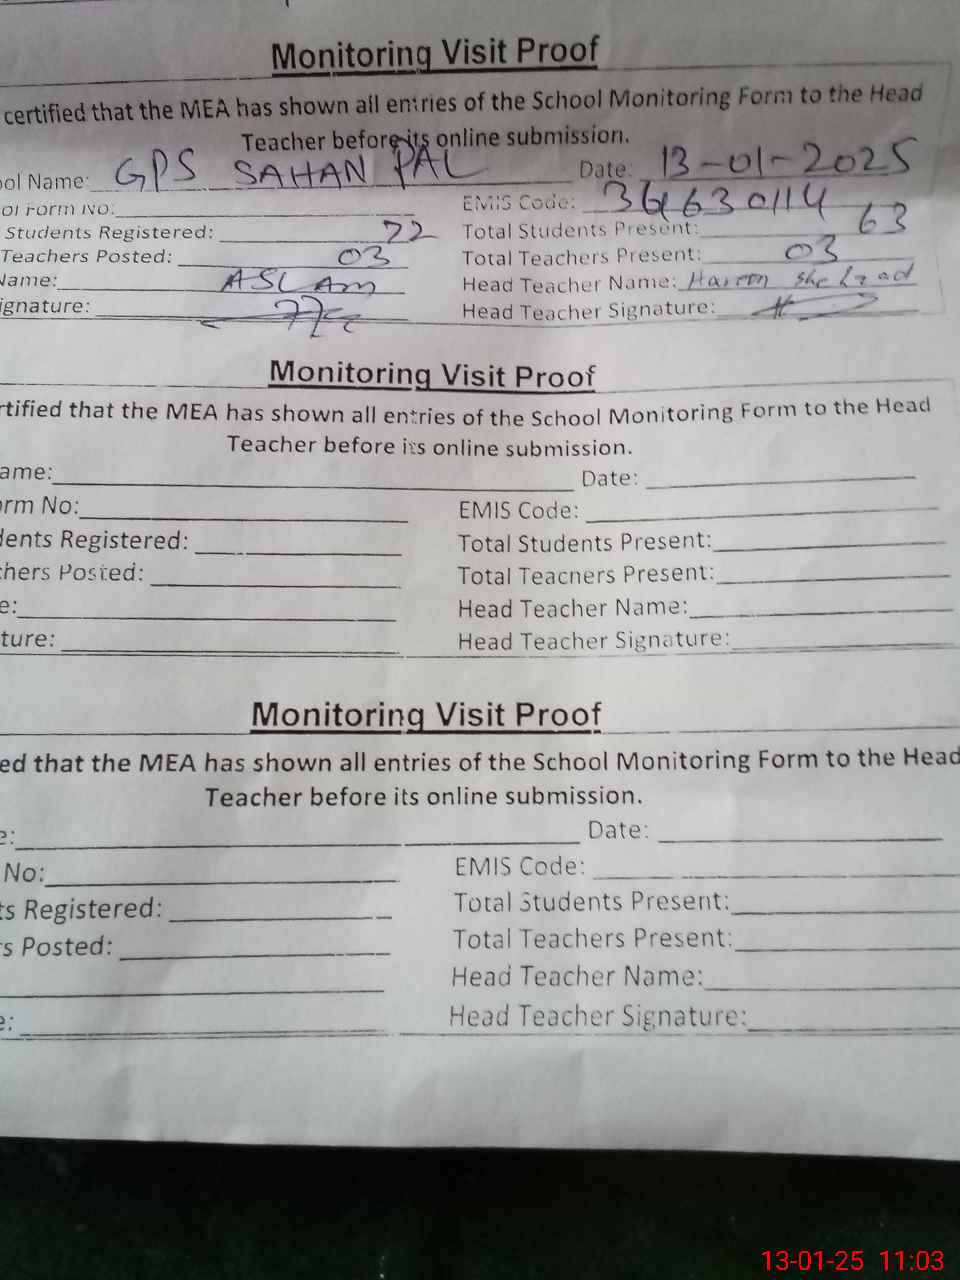 Monitoring Visit Proof
certified that the MEA has shown all entries of the School Monitoring Form to the Head
Teacher before its online submission.
ool Name: GPS SAHAN PAL Date: 13-01-2025
ol Form No: EMIS Code:
Students Registered: 72 Total Students Present: 63
Teachers Posted: 03 Total Teachers Present: 03
Name: ASLAM Head Teacher Name: Haroon Shehzad
ignature: Head Teacher Signature:
Monitoring Visit Proof
rtified that the MEA has shown all entries of the School Monitoring Form to the Head
Teacher before its online submission.
ame: Date:
orm No: EMIS Code:
dents Registered: Total Students Present:
chers Posted: Total Teachers Present:
e: Head Teacher Name:
ture: Head Teacher Signature:
Monitoring Visit Proof
ed that the MEA has shown all entries of the School Monitoring Form to the Head
Teacher before its online submission.
e: Date:
No: EMIS Code:
ts Registered: Total Students Present:
s Posted: Total Teachers Present:
Head Teacher Name:
e: Head Teacher Signature:
13-01-25 11:03